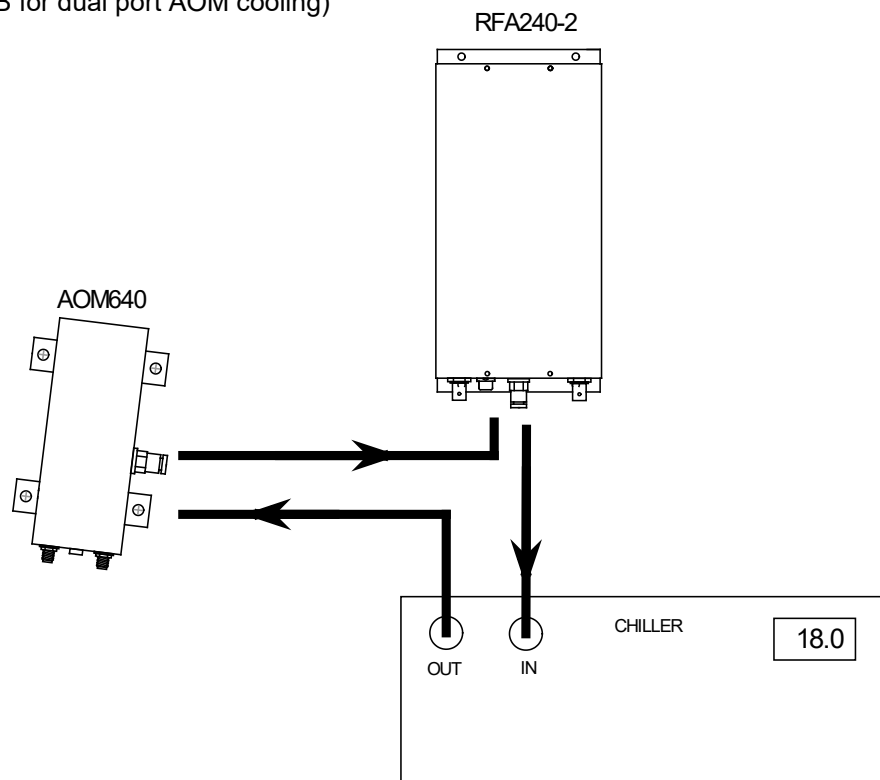 B for dual port AOM cooling)
RFA240-2
AOM640
CHILLER
18.0
OUT
IN